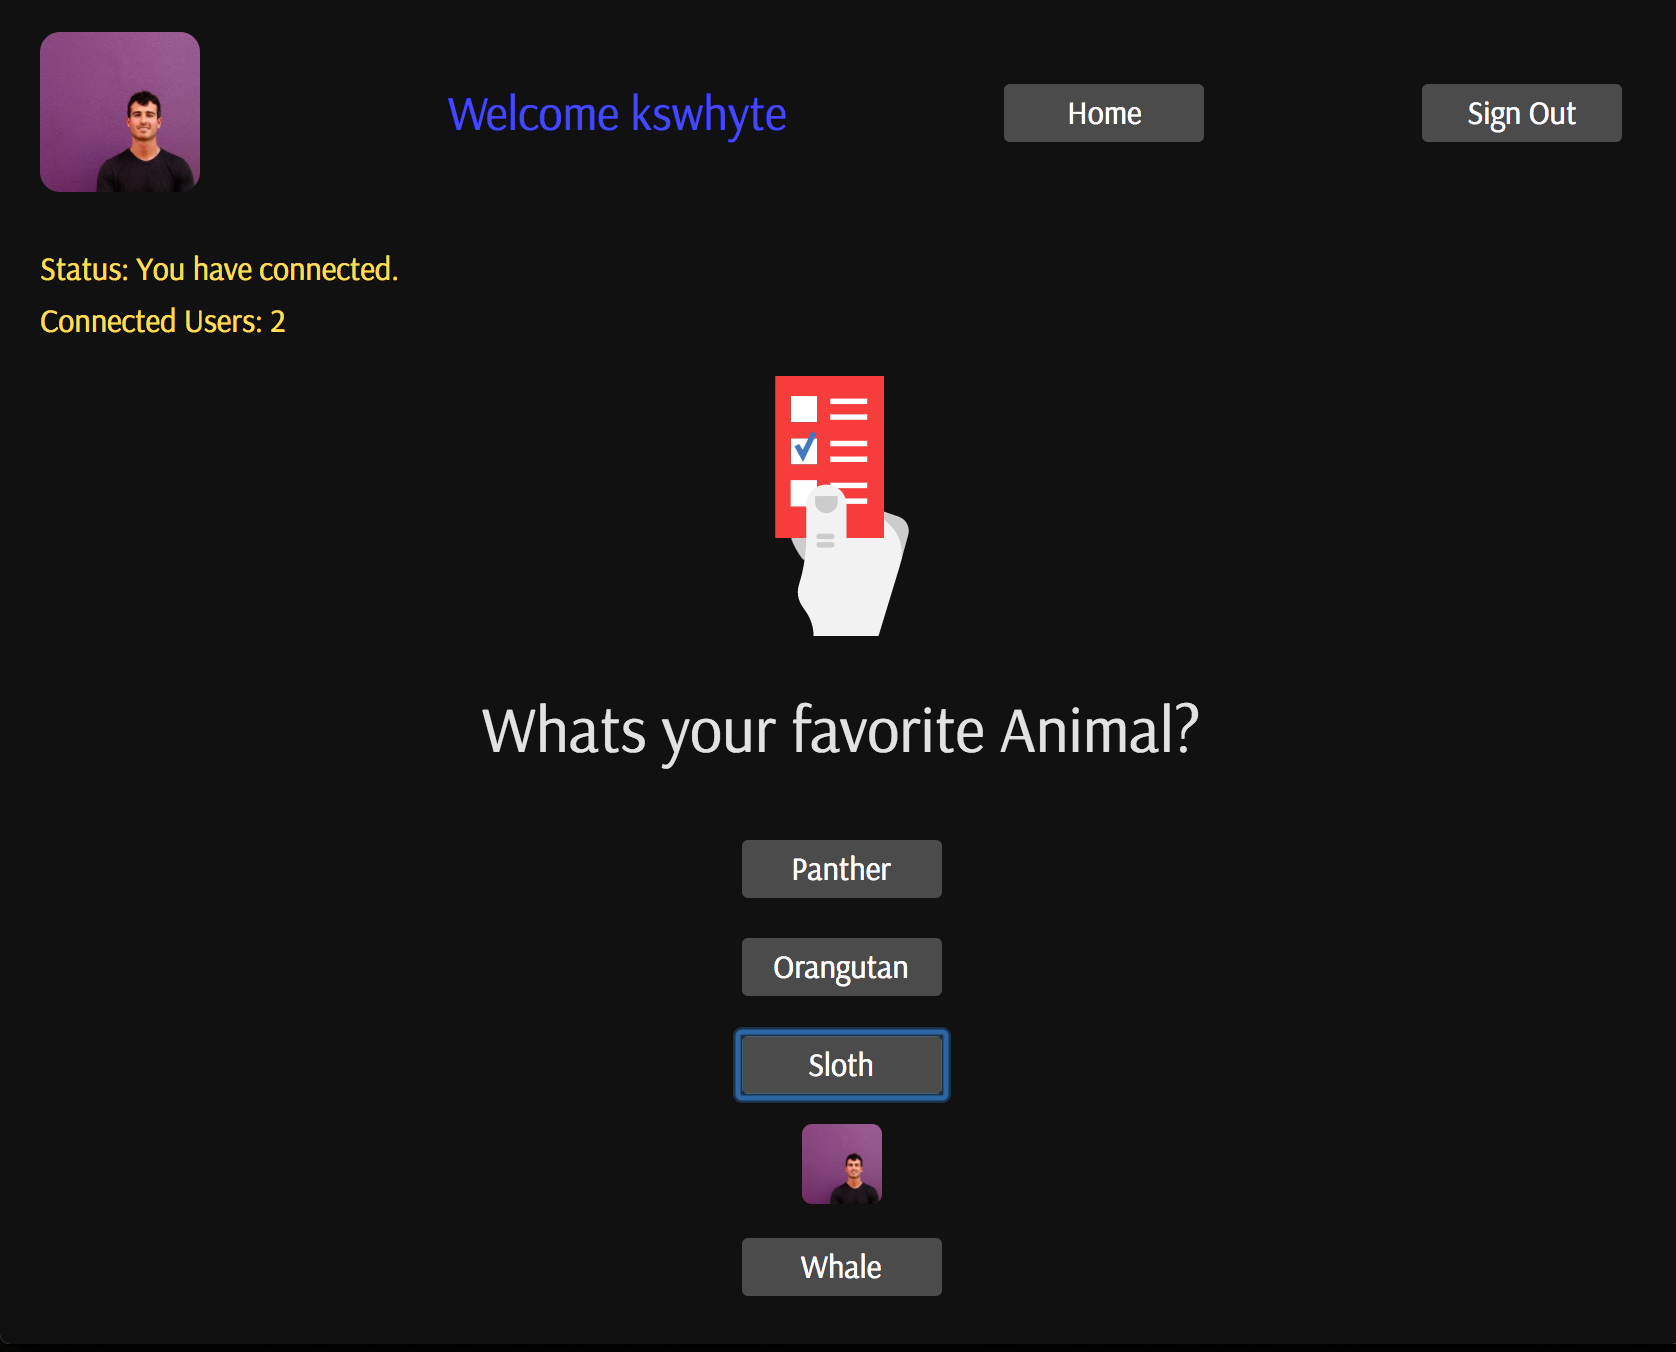 Welcome kswhyte
Home
Sign Out
Status: You have connected.
Connected Users: 2
Whats your favorite Animal?
Panther
Orangutan
Sloth
Whale